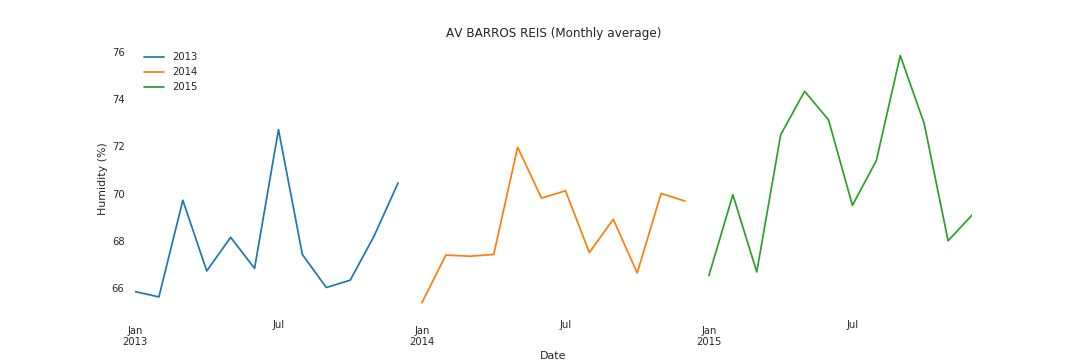 AV BARROS REIS (Monthly average)
2013
2014
2015
Humidity (%)
76
74
72
70
68
66
Jan
2013
Jul
Jan
2014
Jul
Jan
2015
Jul
Date